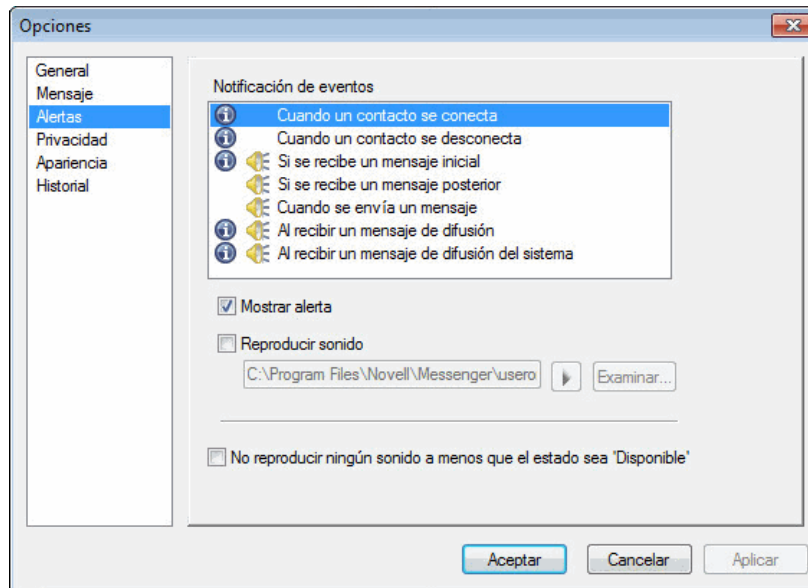 Opciones
General
Mensaje
Alertas
Privacidad
Apariencia
Historial
Notificación de eventos
Cuando un contacto se conecta
Cuando un contacto se desconecta
Si se recibe un mensaje inicial
Si se recibe un mensaje posterior
Cuando se envía un mensaje
Al recibir un mensaje de difusión
Al recibir un mensaje de difusión del sistema
Mostrar alerta
Reproducir sonido
C:\Program Files\Novell\Messenger\usero
Examinar...
No reproducir ningún sonido a menos que el estado sea 'Disponible'
Aceptar
Cancelar
Aplicar